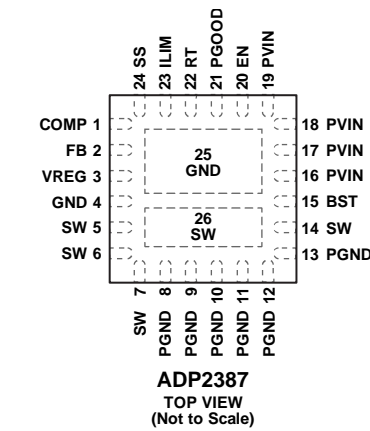 24 SS
23 ILIM
22 RT
21 PGOOD
20 EN
19 PVIN
COMP 1
FB 2
VREG 3
GND 4
SW 5
SW 6
18 PVIN
17 PVIN
16 PVIN
15 BST
14 SW
13 PGND
25
GND
26
SW
SW 7
PGND 8
PGND 9
PGND 10
PGND 11
PGND 12
ADP2387
TOP VIEW
(Not to Scale)